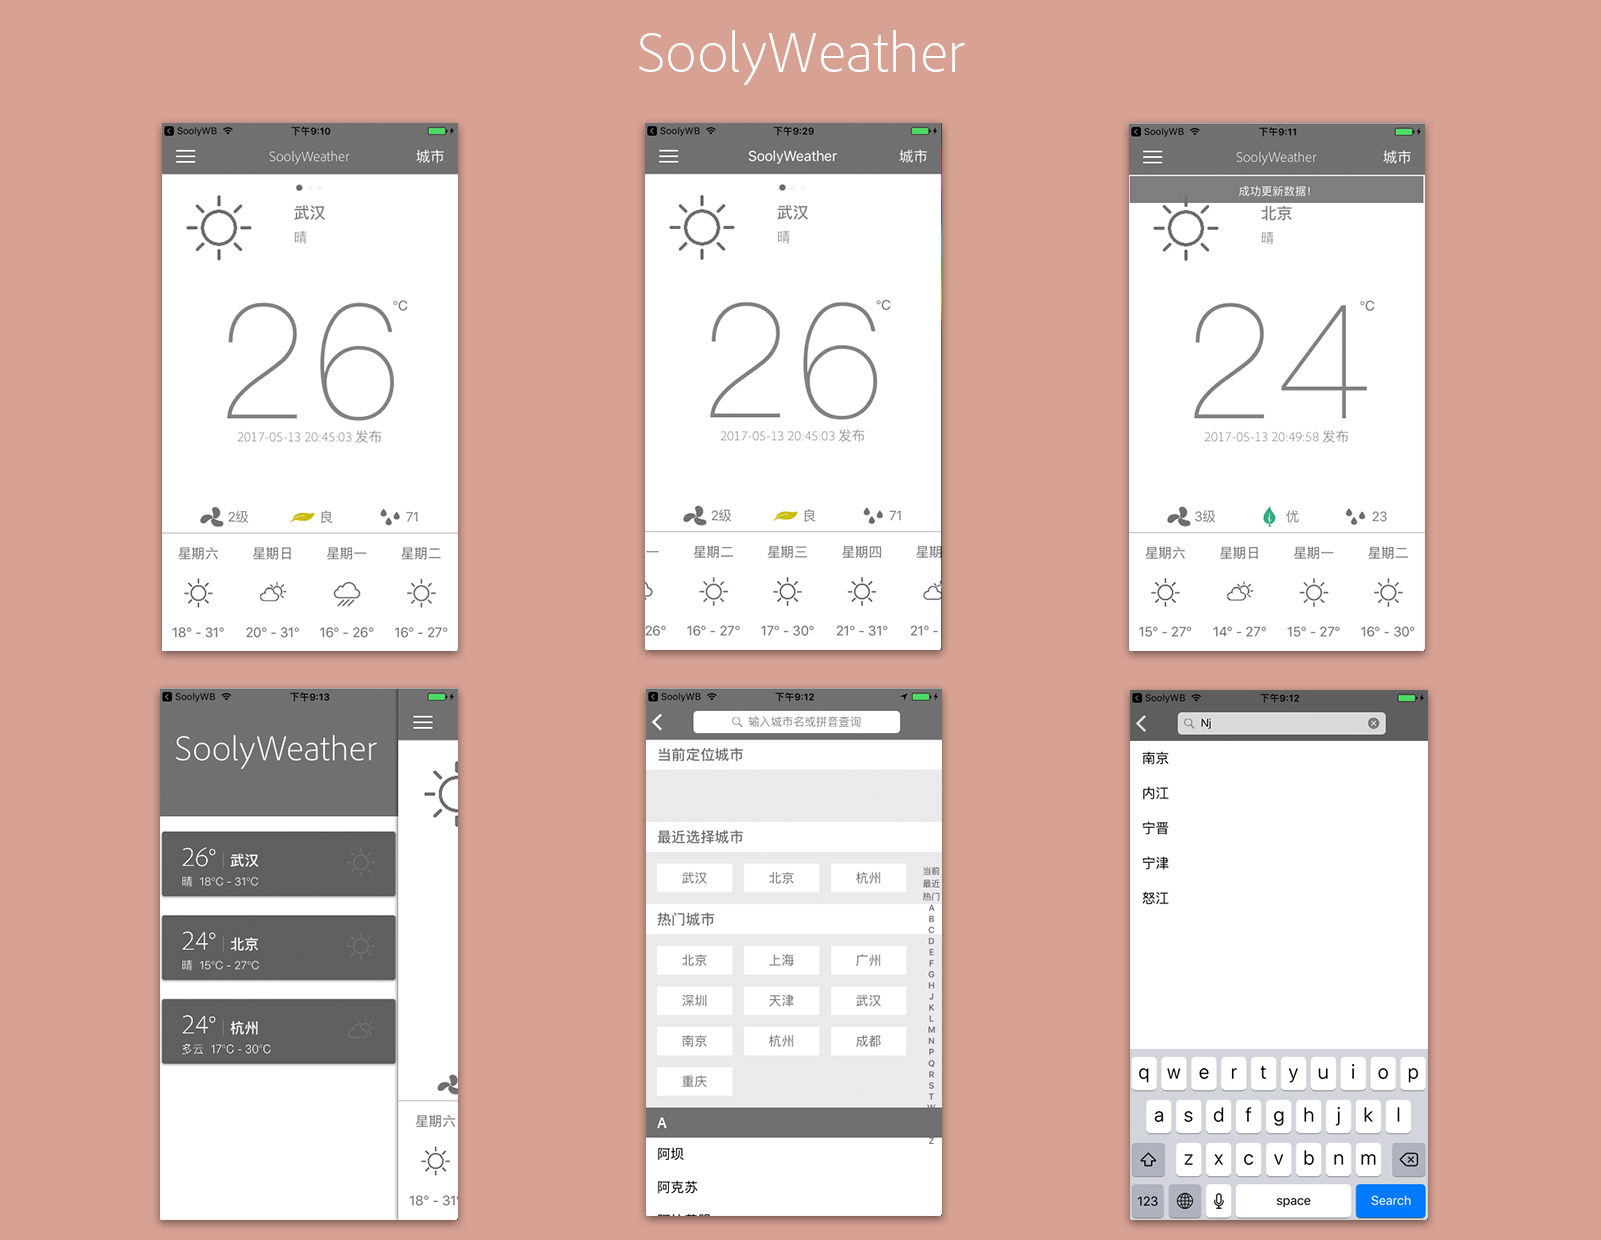 SoolyWeather
SoolyWB 下午9:10
SoolyWeather 城市
武汉
晴
26 °C
2017-05-13 20:45:03 发布
2级 良 71
星期六 星期日 星期一 星期二
18° - 31° 20° - 31° 16° - 26° 16° - 27°
SoolyWB 下午9:29
SoolyWeather 城市
武汉
晴
26 °C
2017-05-13 20:45:03 发布
2级 良 71
一 星期二 星期三 星期四 星期
26° 16° - 27° 17° - 30° 21° - 31° 21° -
SoolyWB 下午9:11
SoolyWeather 城市
成功更新数据!
北京
晴
24 °C
2017-05-13 20:49:58 发布
3级 优 23
星期六 星期日 星期一 星期二
15° - 27° 14° - 27° 15° - 27° 16° - 30°
SoolyWB 下午9:13
SoolyWeather
26° 武汉
晴 18°C - 31°C
24° 北京
晴 15°C - 27°C
24° 杭州
多云 17°C - 30°C
星期六
18° - 31°
SoolyWB 下午9:12
输入城市名或拼音查询
当前定位城市
最近选择城市
武汉 北京 杭州
热门城市
北京 上海 广州
深圳 天津 武汉
南京 杭州 成都
重庆
A
阿坝
阿克苏
当前
最近
热门
A
B
C
D
E
F
G
H
J
K
L
M
N
P
Q
R
S
T
W
Z
SoolyWB 下午9:12
Nj
南京
内江
宁晋
宁津
怒江
q w e r t y u i o p
a s d f g h j k l
z x c v b n m
123 space Search